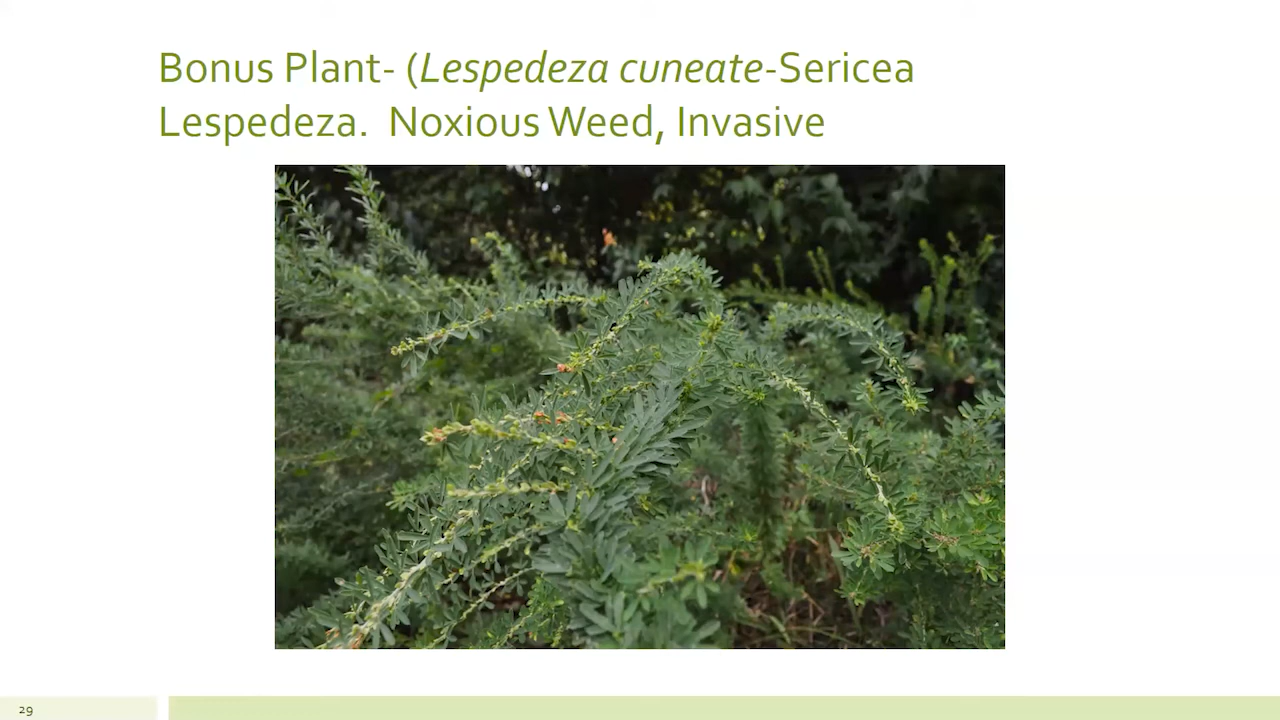 Bonus Plant- (Lespedeza cuneate-Sericea
Lespedeza.  Noxious Weed, Invasive
29